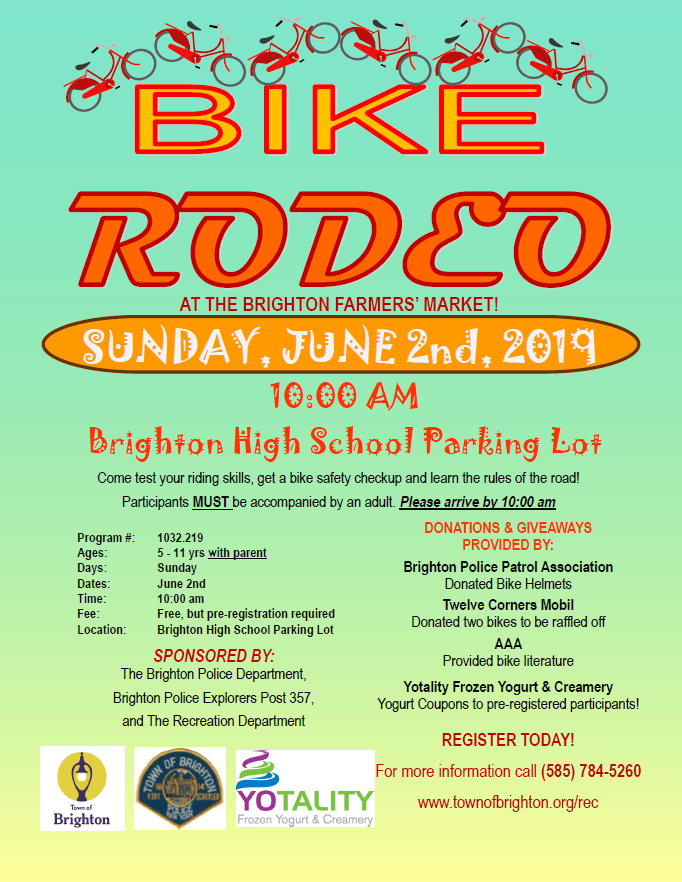 BIKE
RODEO
AT THE BRIGHTON FARMERS' MARKET!
SUNDAY, JUNE 2nd, 2019
10:00 AM
Brighton High School Parking Lot
Come test your riding skills, get a bike safety checkup and learn the rules of the road!
Participants MUST be accompanied by an adult. Please arrive by 10:00 am
Program #: 1032.219
Ages: 5 - 11 yrs with parent
Days: Sunday
Dates: June 2nd
Time: 10:00 am
Fee: Free, but pre-registration required
Location: Brighton High School Parking Lot
SPONSORED BY:
The Brighton Police Department,
Brighton Police Explorers Post 357,
and The Recreation Department
DONATIONS & GIVEAWAYS
PROVIDED BY:
Brighton Police Patrol Association
Donated Bike Helmets
Twelve Corners Mobil
Donated two bikes to be raffled off
AAA
Provided bike literature
Yotality Frozen Yogurt & Creamery
Yogurt Coupons to pre-registered participants!
REGISTER TODAY!
For more information call (585) 784-5260
www.townofbrighton.org/rec
Town of
Brighton
TOWN OF BRIGHTON
POLICE
NEW YORK
YOTALITY
Frozen Yogurt & Creamery